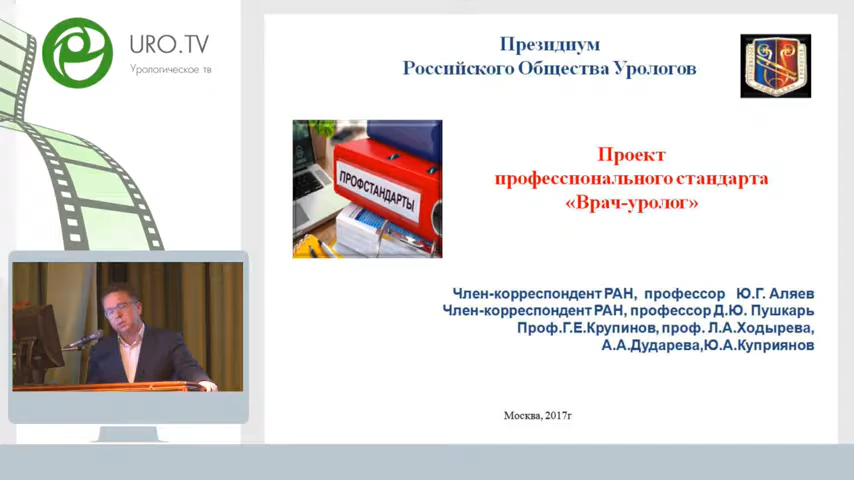 URO.TV
Урологическое тв
Президиум
Российского Общества Урологов
ПРОФСТАНДАРТЫ
Проект
профессионального стандарта
«Врач-уролог»
Член-корреспондент РАН, профессор Ю.Г. Аляев
Член-корреспондент РАН, профессор Д.Ю. Пушкарь
Проф.Г.Е.Крупинов, проф. Л.А.Ходырева,
А.А.Дударева,Ю.А.Куприянов
Москва, 2017г